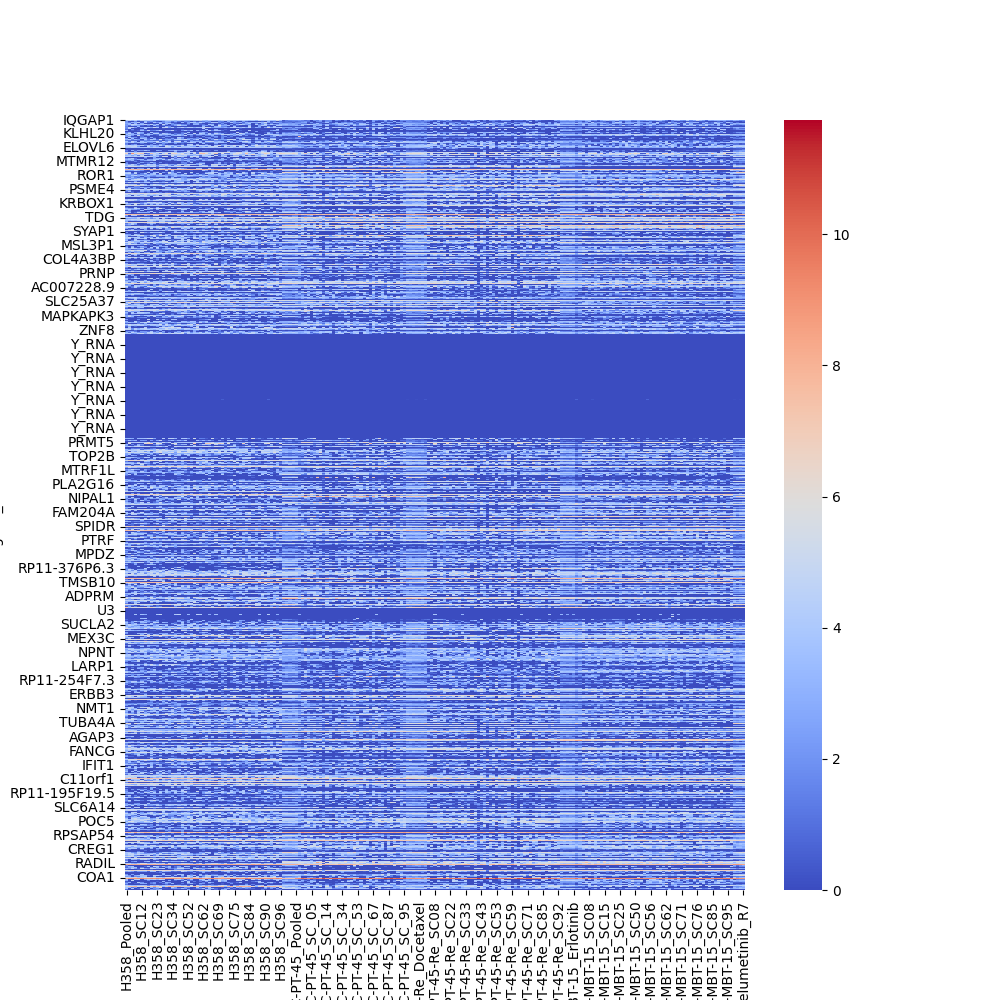 IQGAP1
KLHL20
ELOVL6
MTMR12
ROR1
PSME4
KRBOX1
TDG
SYAP1
MSL3P1
COL4A3BP
PRNP
AC007228.9
SLC25A37
MAPKAPK3
ZNF8
Y_RNA
Y_RNA
Y_RNA
Y_RNA
Y_RNA
Y_RNA
Y_RNA
PRMT5
TOP2B
MTRF1L
PLA2G16
NIPAL1
FAM204A
SPIDR
PTRF
MPDZ
RP11-376P6.3
TMSB10
ADPRM
U3
SUCLA2
MEX3C
NPNT
LARP1
RP11-254F7.3
ERBB3
NMT1
TUBA4A
AGAP3
FANCG
IFIT1
C11orf1
RP11-195F19.5
SLC6A14
POC5
RPSAP54
CREG1
RADIL
COA1
10
8
6
4
2
0
H358_Pooled
H358_SC12
H358_SC23
H358_SC34
H358_SC52
H358_SC62
H358_SC69
H358_SC75
H358_SC84
H358_SC90
H358_SC96
C-PT-45_Pooled
C-PT-45_SC_05
C-PT-45_SC_14
C-PT-45_SC_34
C-PT-45_SC_53
C-PT-45_SC_67
C-PT-45_SC_87
C-PT-45_SC_95
-Re_Docetaxel
PT-45-Re_SC08
PT-45-Re_SC22
PT-45-Re_SC33
PT-45-Re_SC43
PT-45-Re_SC53
PT-45-Re_SC59
PT-45-Re_SC71
PT-45-Re_SC85
PT-45-Re_SC92
BT-15_Erlotinib
-MBT-15_SC08
-MBT-15_SC15
-MBT-15_SC25
-MBT-15_SC50
-MBT-15_SC56
-MBT-15_SC62
-MBT-15_SC71
-MBT-15_SC76
-MBT-15_SC85
-MBT-15_SC95
elumetinib_R7